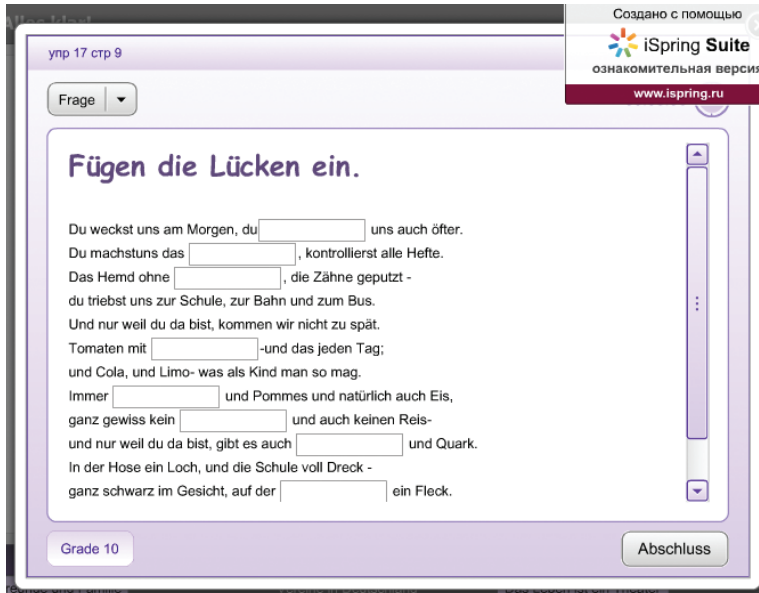 Alles klar!
Создано с помощью
iSpring Suite
ознакомительная версия
www.ispring.ru
упр 17 стр 9
Frage
Fügen die Lücken ein.
Du weckst uns am Morgen, du uns auch öfter.
Du machstuns das , kontrollierst alle Hefte.
Das Hemd ohne , die Zähne geputzt -
du triebst uns zur Schule, zur Bahn und zum Bus.
Und nur weil du da bist, kommen wir nicht zu spät.
Tomaten mit -und das jeden Tag;
und Cola, und Limo- was als Kind man so mag.
Immer und Pommes und natürlich auch Eis,
ganz gewiss kein und auch keinen Reis-
und nur weil du da bist, gibt es auch und Quark.
In der Hose ein Loch, und die Schule voll Dreck -
ganz schwarz im Gesicht, auf der ein Fleck.
Grade 10
Abschluss